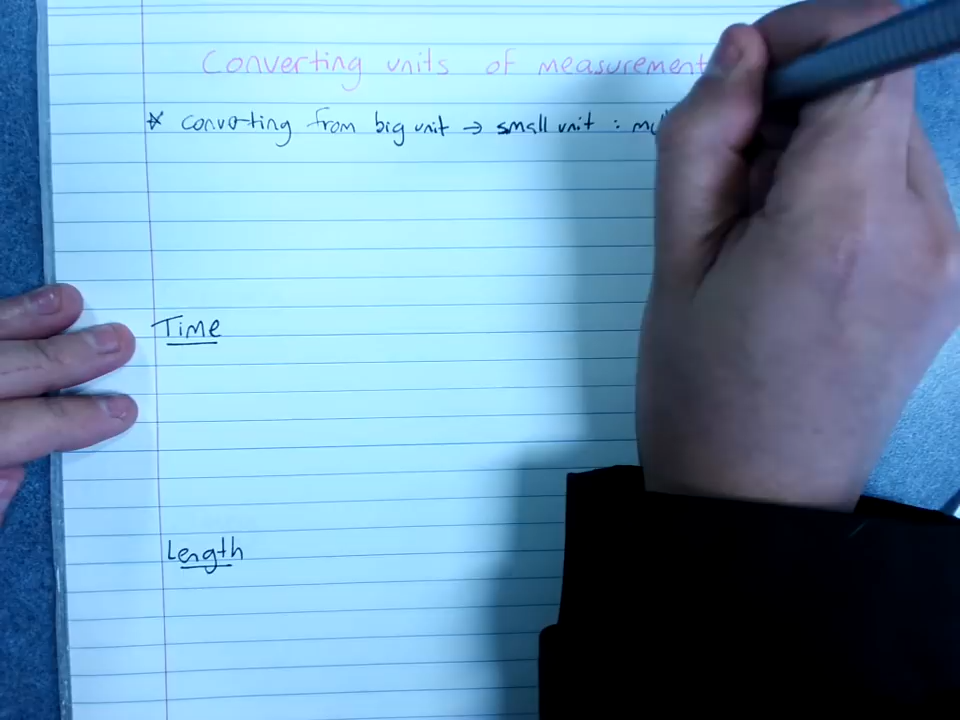 Converting units of measurement
* converting from big unit → small unit :
Time
Length